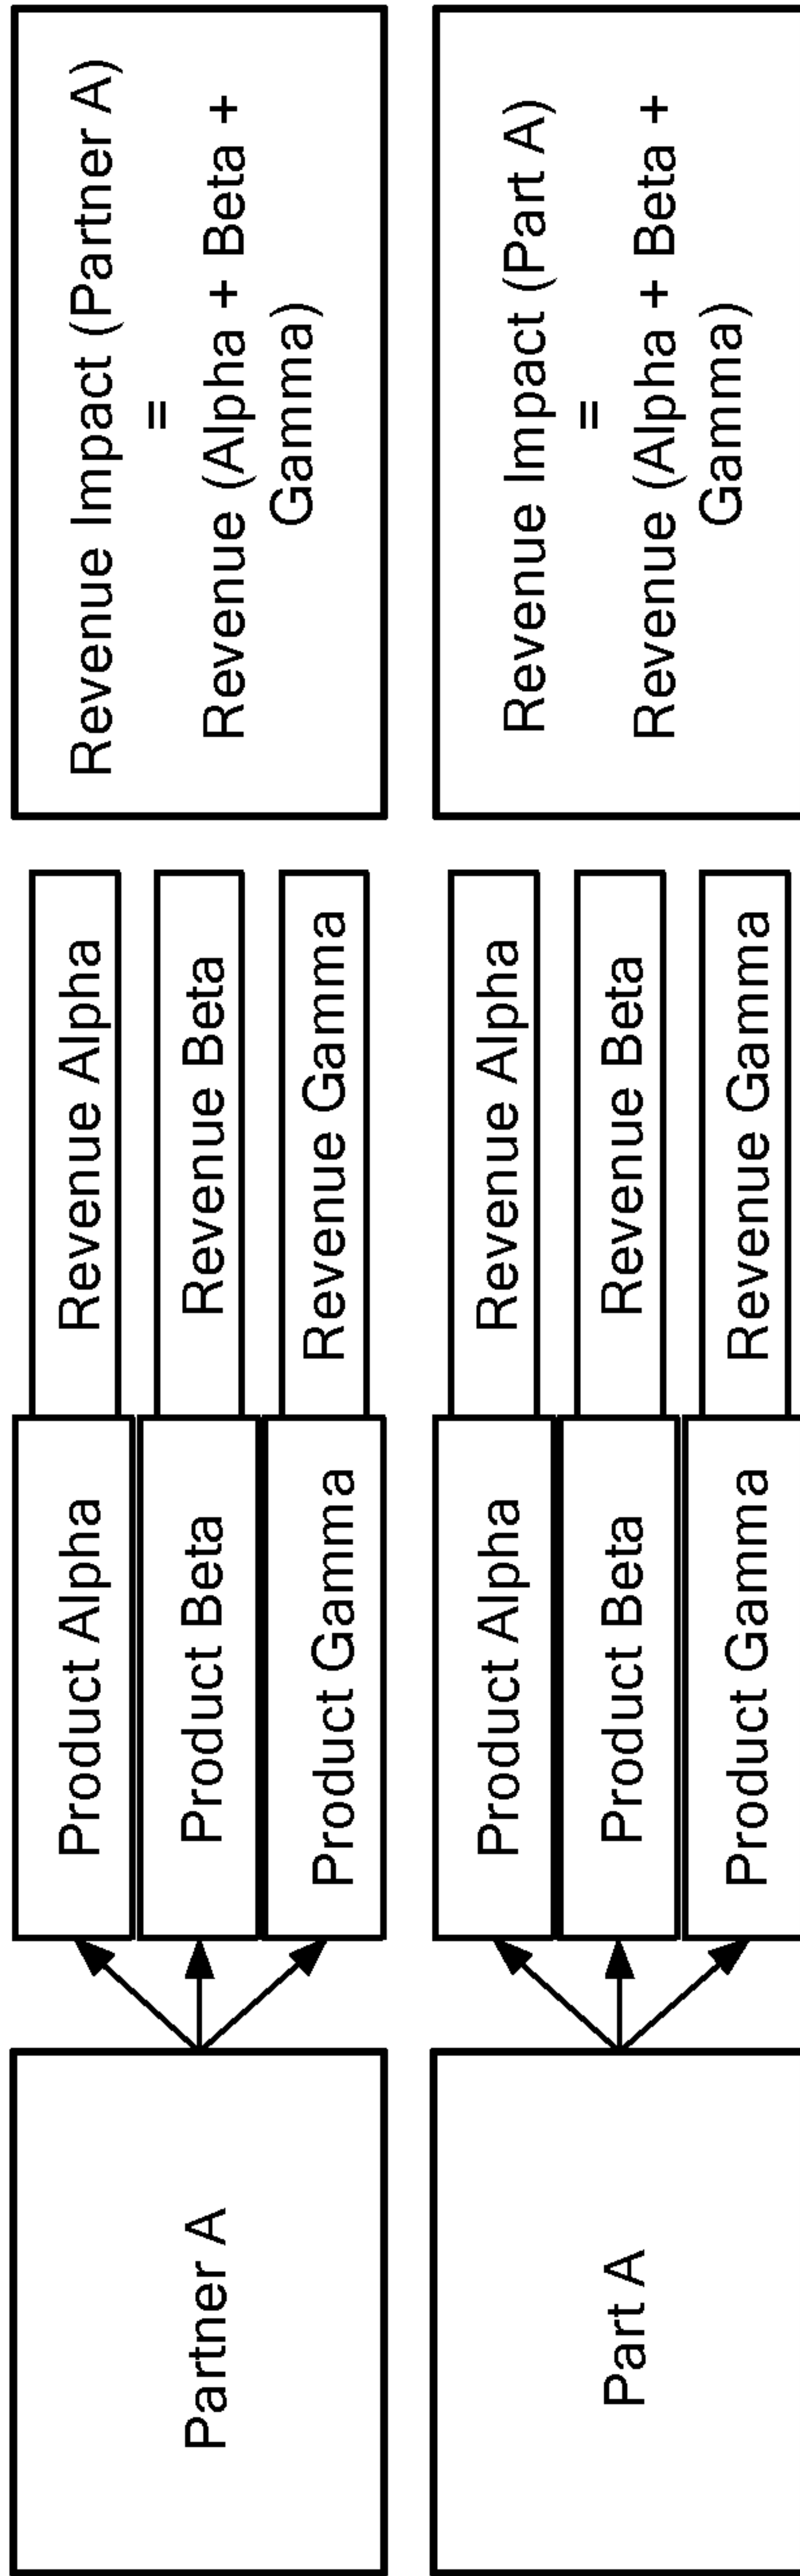 Partner A
Product Alpha
Product Beta
Product Gamma
Revenue Alpha
Revenue Beta
Revenue Gamma
Revenue Impact (Partner A)
=
Revenue (Alpha + Beta +
Gamma)
Part A
Product Alpha
Product Beta
Product Gamma
Revenue Alpha
Revenue Beta
Revenue Gamma
Revenue Impact (Part A)
=
Revenue (Alpha + Beta +
Gamma)